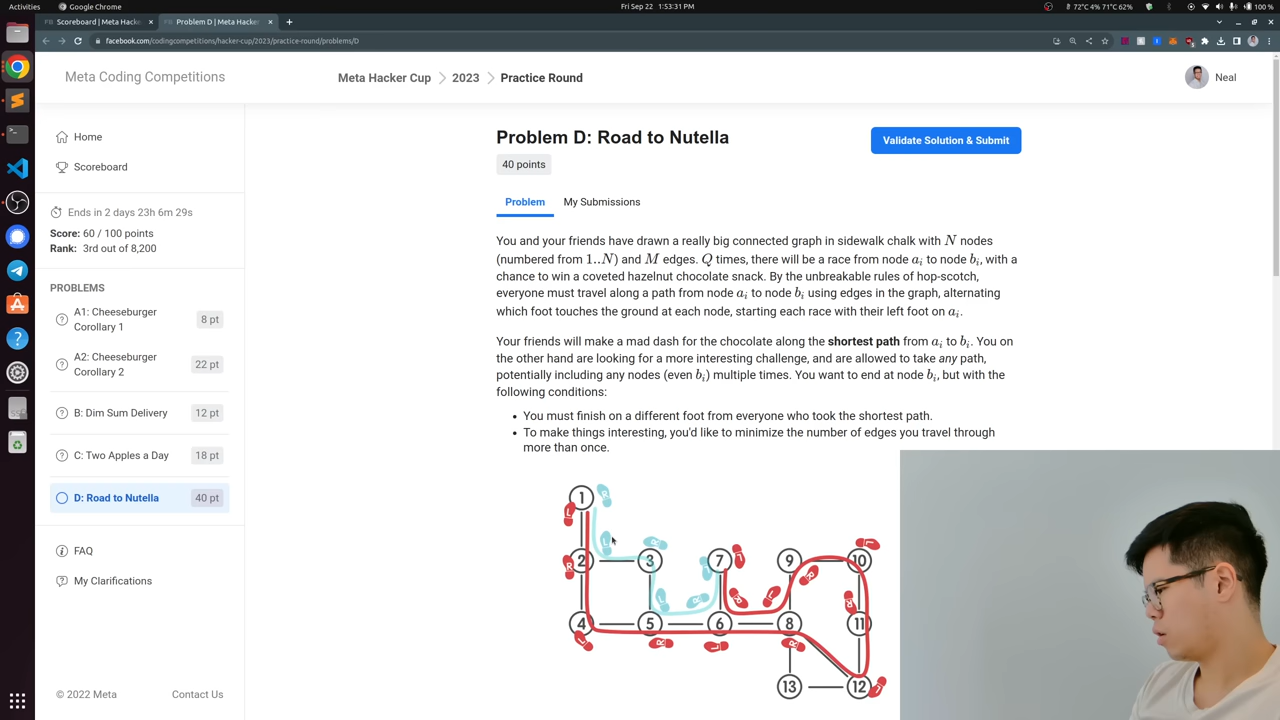 Activities
Google Chrome
Fri Sep 22 1:53:31 PM
72°C 4% 71°C 62%
100 %
Scoreboard | Meta Hacker
Problem D | Meta Hacker
facebook.com/codingcompetitions/hacker-cup/2023/practice-round/problems/D
Meta Coding Competitions
Meta Hacker Cup
2023
Practice Round
Neal
Home
Scoreboard
Ends in 2 days 23h 6m 29s
Score: 60 / 100 points
Rank: 3rd out of 8,200
PROBLEMS
A1: Cheeseburger
Corollary 1
8 pt
A2: Cheeseburger
Corollary 2
22 pt
B: Dim Sum Delivery
12 pt
C: Two Apples a Day
18 pt
D: Road to Nutella
40 pt
FAQ
My Clarifications
© 2022 Meta
Contact Us
Problem D: Road to Nutella
40 points
Validate Solution & Submit
Problem
My Submissions
You and your friends have drawn a really big connected graph in sidewalk chalk with N nodes
(numbered from 1..N) and M edges. Q times, there will be a race from node aᵢ to node bᵢ, with a
chance to win a coveted hazelnut chocolate snack. By the unbreakable rules of hop-scotch,
everyone must travel along a path from node aᵢ to node bᵢ using edges in the graph, alternating
which foot touches the ground at each node, starting each race with their left foot on aᵢ.
Your friends will make a mad dash for the chocolate along the shortest path from aᵢ to bᵢ. You
on the other hand are looking for a more interesting challenge, and are allowed to take any path,
potentially including any nodes (even bᵢ) multiple times. You want to end at node bᵢ, but with the
following conditions:
• You must finish on a different foot from everyone who took the shortest path.
• To make things interesting, you'd like to minimize the number of edges you travel through
more than once.
1 R
L
L R L L
R 2 3 7 9 10
L R L R
R
4 5 6 8 11
L R L R
13 12 L